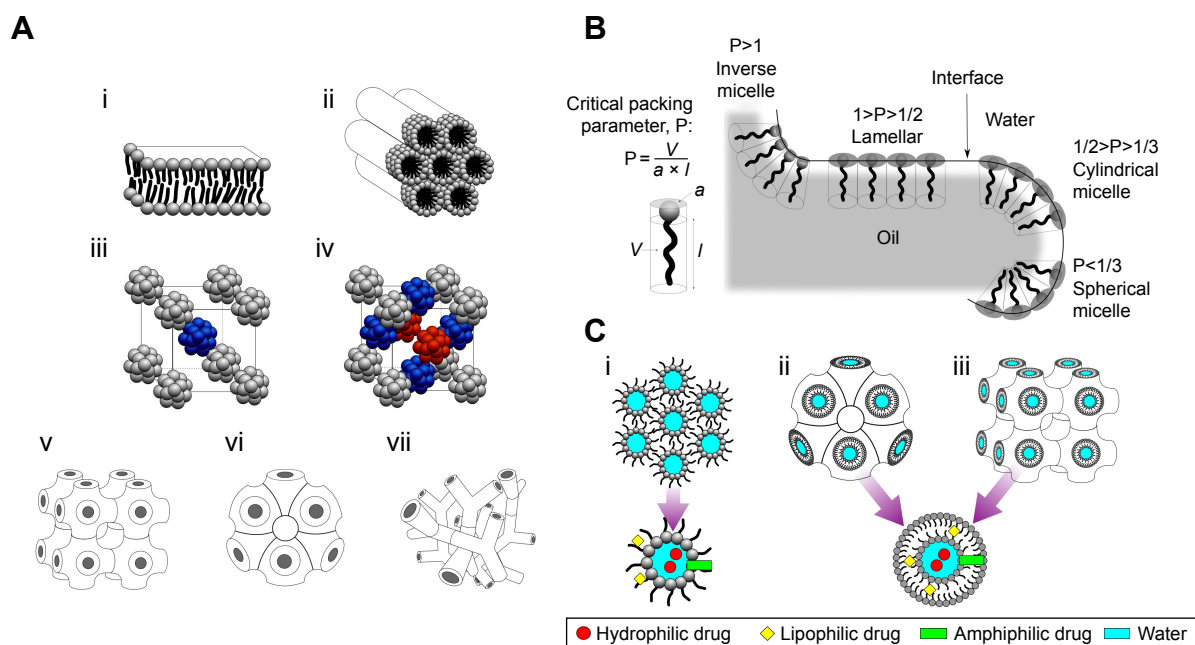 A
i
ii
iii
iv
v
vi
vii
B
P>1
Inverse
micelle
Critical packing
parameter, P:
P = V / a × l
a
V
l
1>P>1/2
Lamellar
Interface
Water
1/2>P>1/3
Cylindrical
micelle
Oil
P<1/3
Spherical
micelle
C
i
ii
iii
Hydrophilic drug
Lipophilic drug
Amphiphilic drug
Water